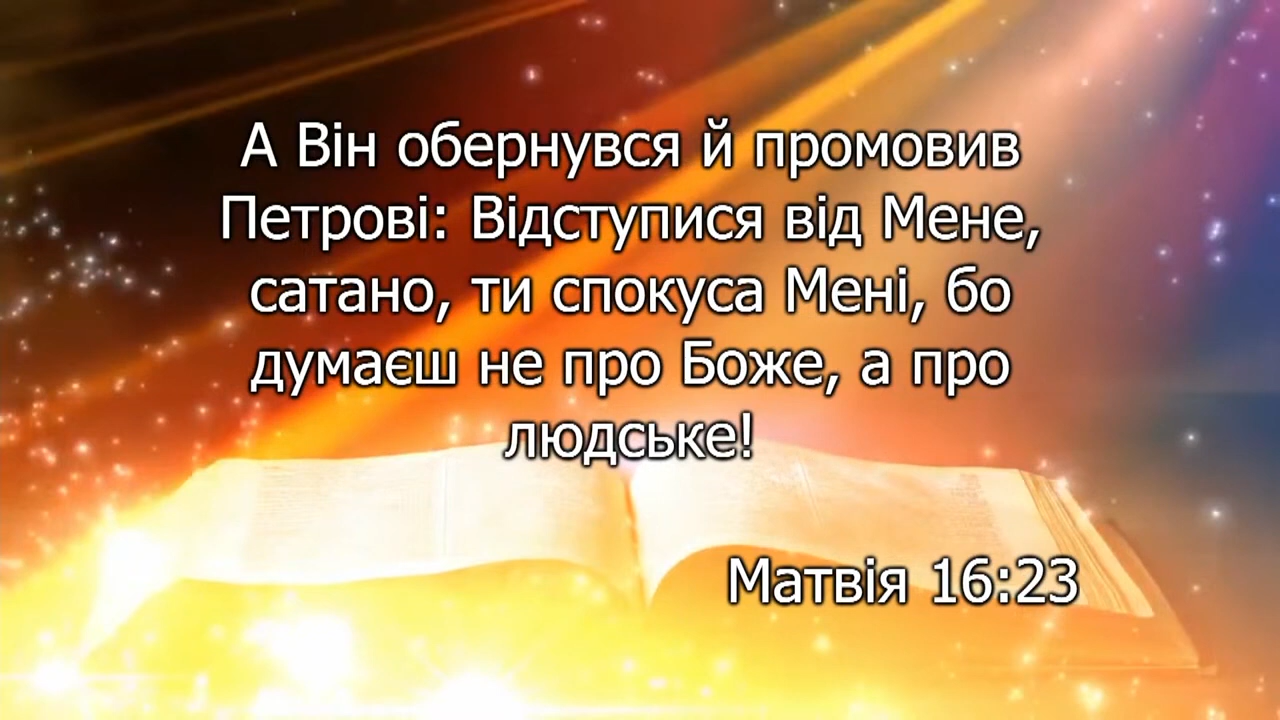 А Він обернувся й промовив
Петрові: Відступися від Мене,
сатано, ти спокуса Мені, бо
думаєш не про Боже, а про
людське!
Матвія 16:23